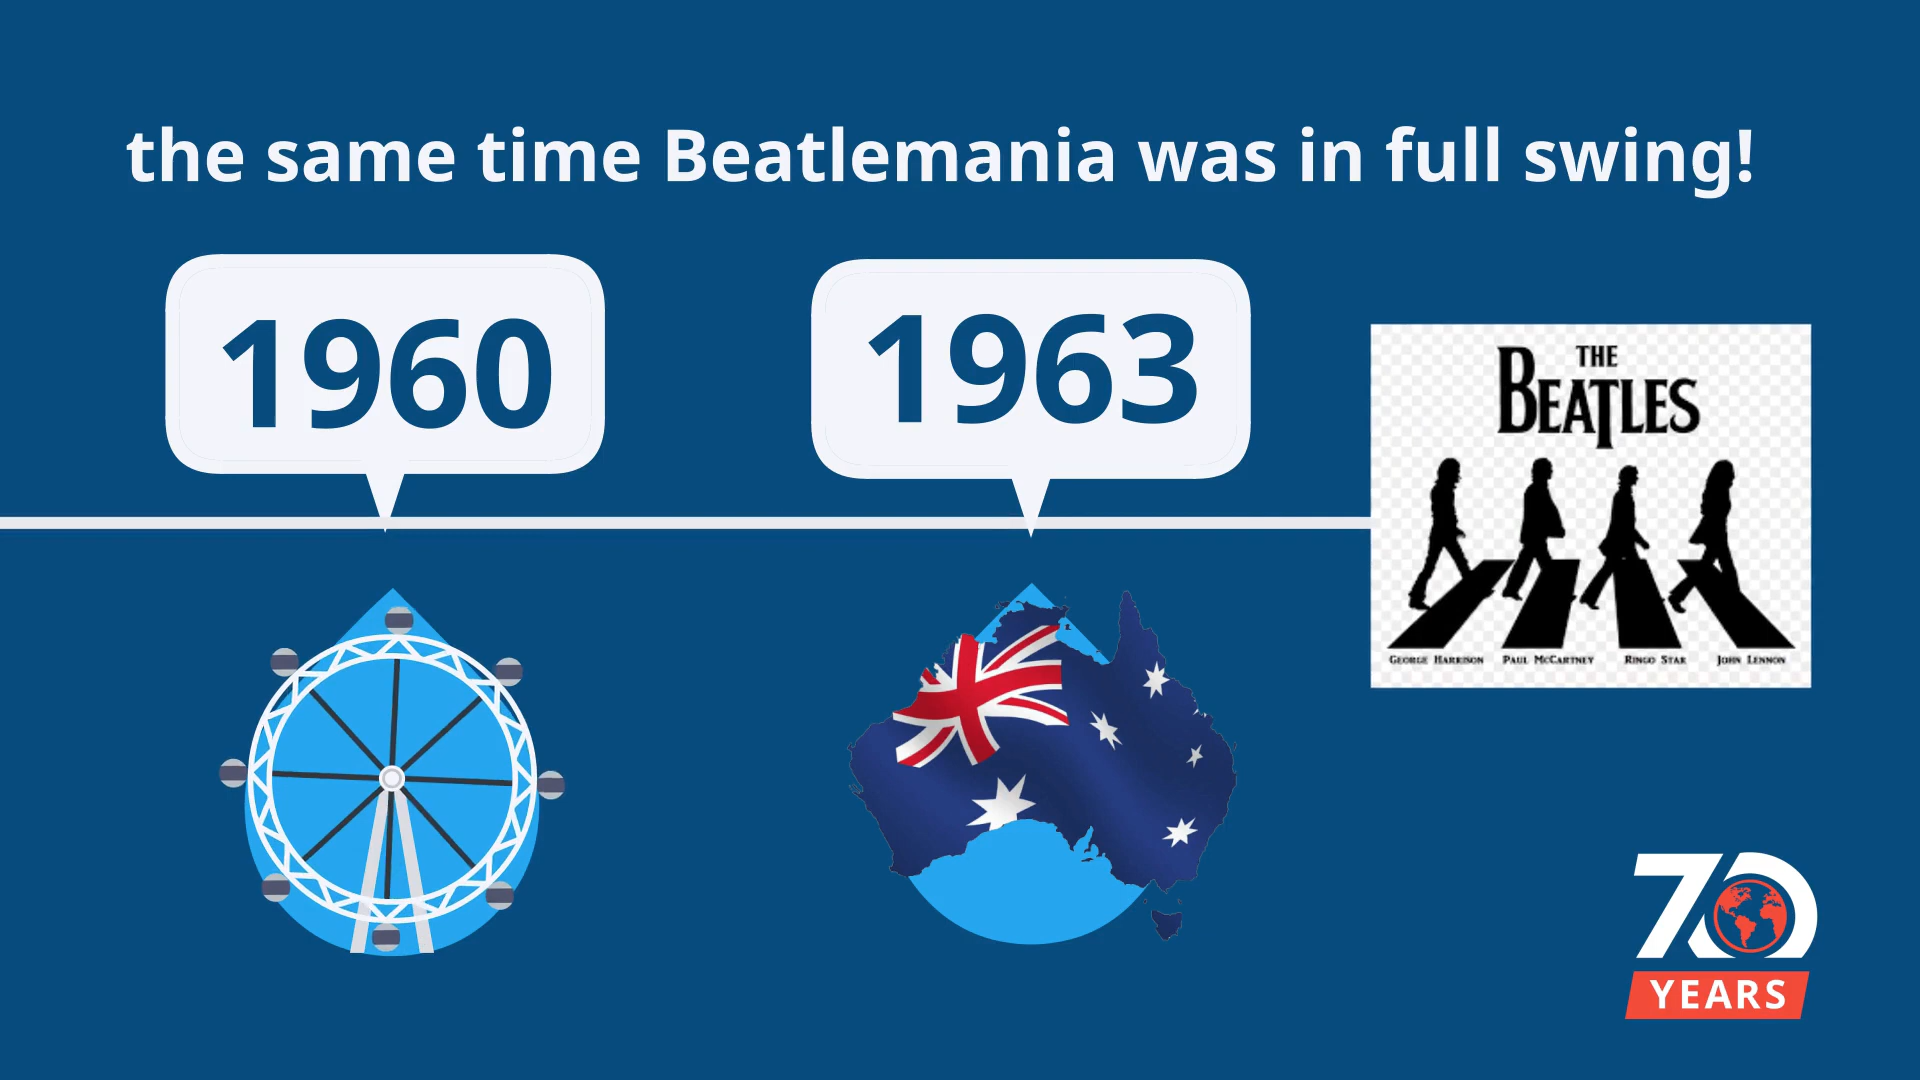 the same time Beatlemania was in full swing!
1960
1963
THE
BEATLES
GEORGE HARRISON PAUL MCCARTNEY RINGO STAR JOHN LENNON
70
YEARS